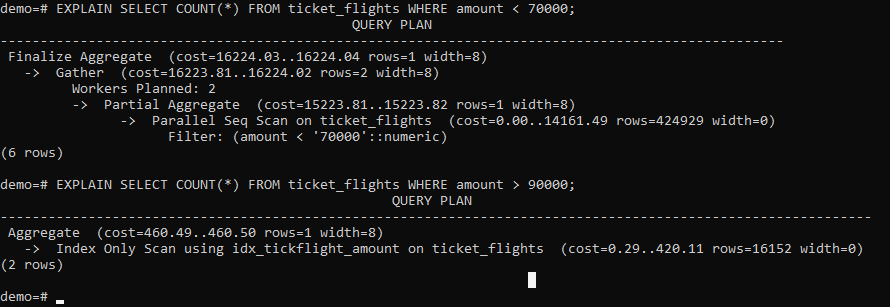 demo=# EXPLAIN SELECT COUNT(*) FROM ticket_flights WHERE amount < 70000;
QUERY PLAN
-------------------------------------------------------------------------------------------------
Finalize Aggregate  (cost=16224.03..16224.04 rows=1 width=8)
  ->  Gather  (cost=16223.81..16224.02 rows=2 width=8)
        Workers Planned: 2
        ->  Partial Aggregate  (cost=15223.81..15223.82 rows=1 width=8)
              ->  Parallel Seq Scan on ticket_flights  (cost=0.00..14161.49 rows=424929 width=0)
                    Filter: (amount < '70000'::numeric)
(6 rows)
demo=# EXPLAIN SELECT COUNT(*) FROM ticket_flights WHERE amount > 90000;
QUERY PLAN
------------------------------------------------------------------------------------------------------------
Aggregate  (cost=460.49..460.50 rows=1 width=8)
  ->  Index Only Scan using idx_tickflight_amount on ticket_flights  (cost=0.29..420.11 rows=16152 width=0)
(2 rows)
demo=#